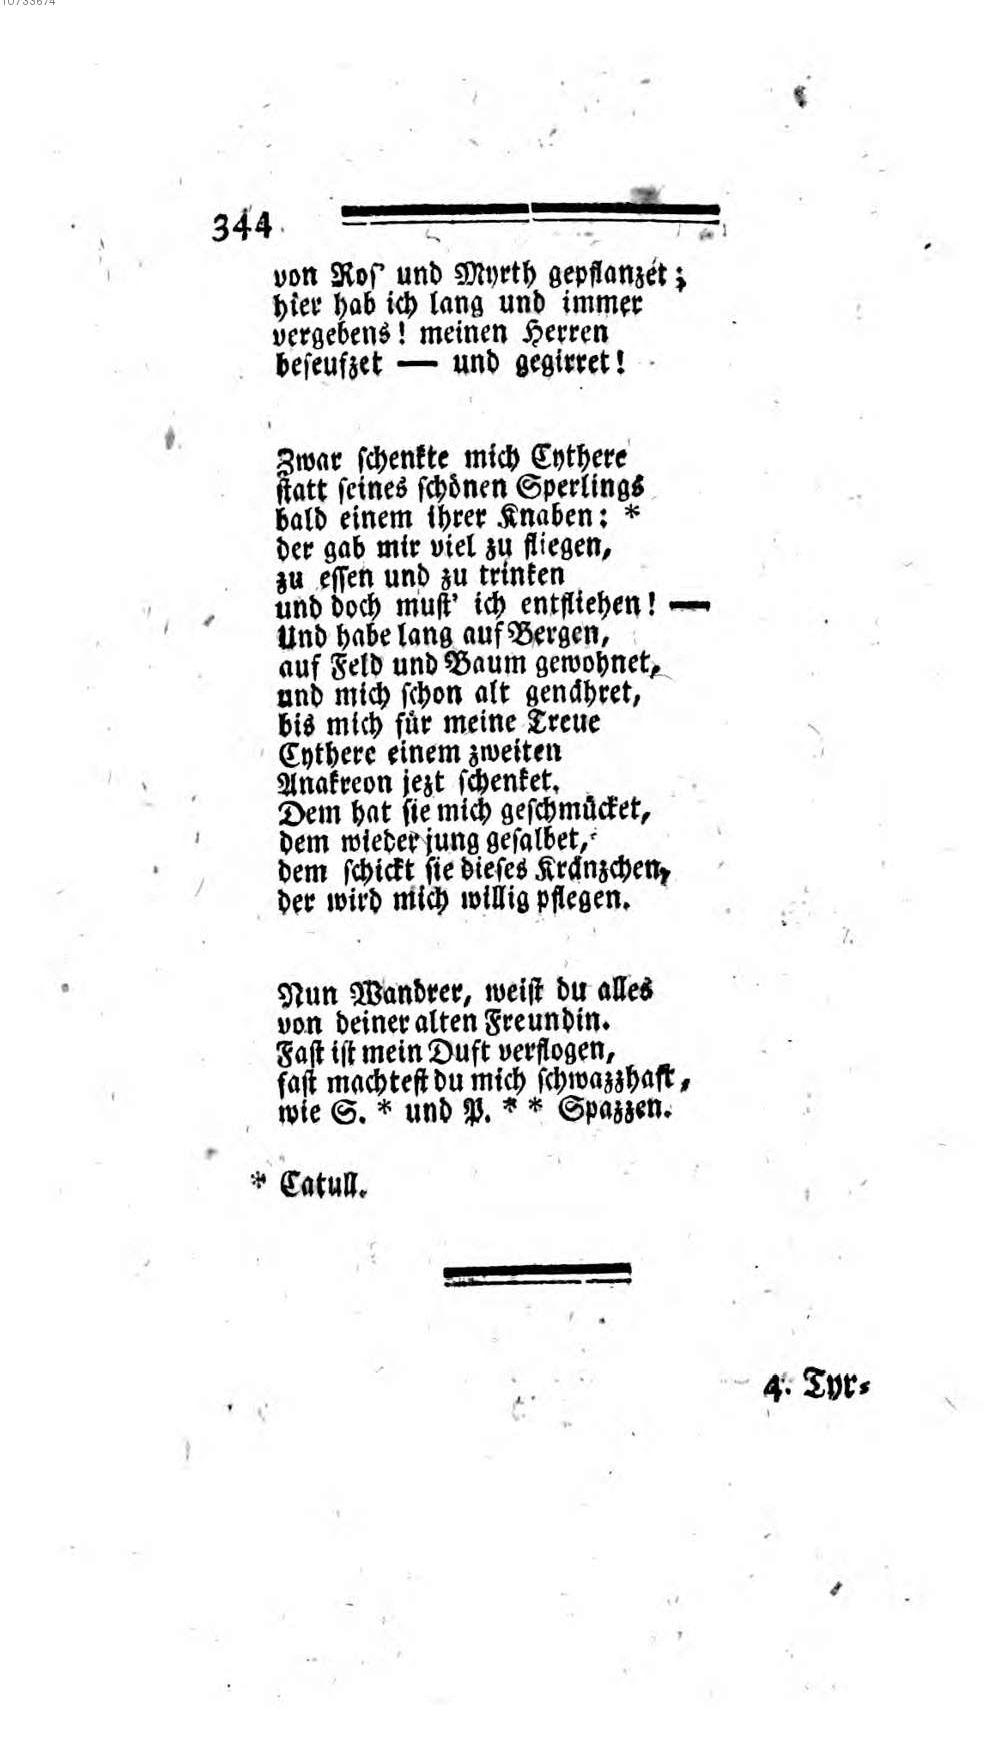 10733674
344
von Roſ' und Myrth gepflanzet;
hier hab ich lang und immer
vergebens! meinen Herren
beſeufzet — und gegirret!
Zwar ſchenkte mich Cythere
ſtatt ſeines ſchönen Sperlings
bald einem ihrer Knaben: *
der gab mir viel zu fliegen,
zu eſſen und zu trinken
und doch muſt' ich entfliehen! —
Und habe lang auf Bergen,
auf Feld und Baum gewohnet,
und mich ſchon alt genähret,
bis mich für meine Treue
Cythere einem zweiten
Anakreon jezt ſchenket.
Dem hat ſie mich geſchmücket,
dem wieder jung geſalbet,
dem ſchickt ſie dieſes Kränzchen,
der wird mich willig pflegen.
Nun Wandrer, weiſt du alles
von deiner alten Freundin.
Faſt iſt mein Duft verflogen,
faſt machteſt du mich ſchwazzhaft,
wie S. * und P. * * Spazzen.
* Catull.
4. Tyr-